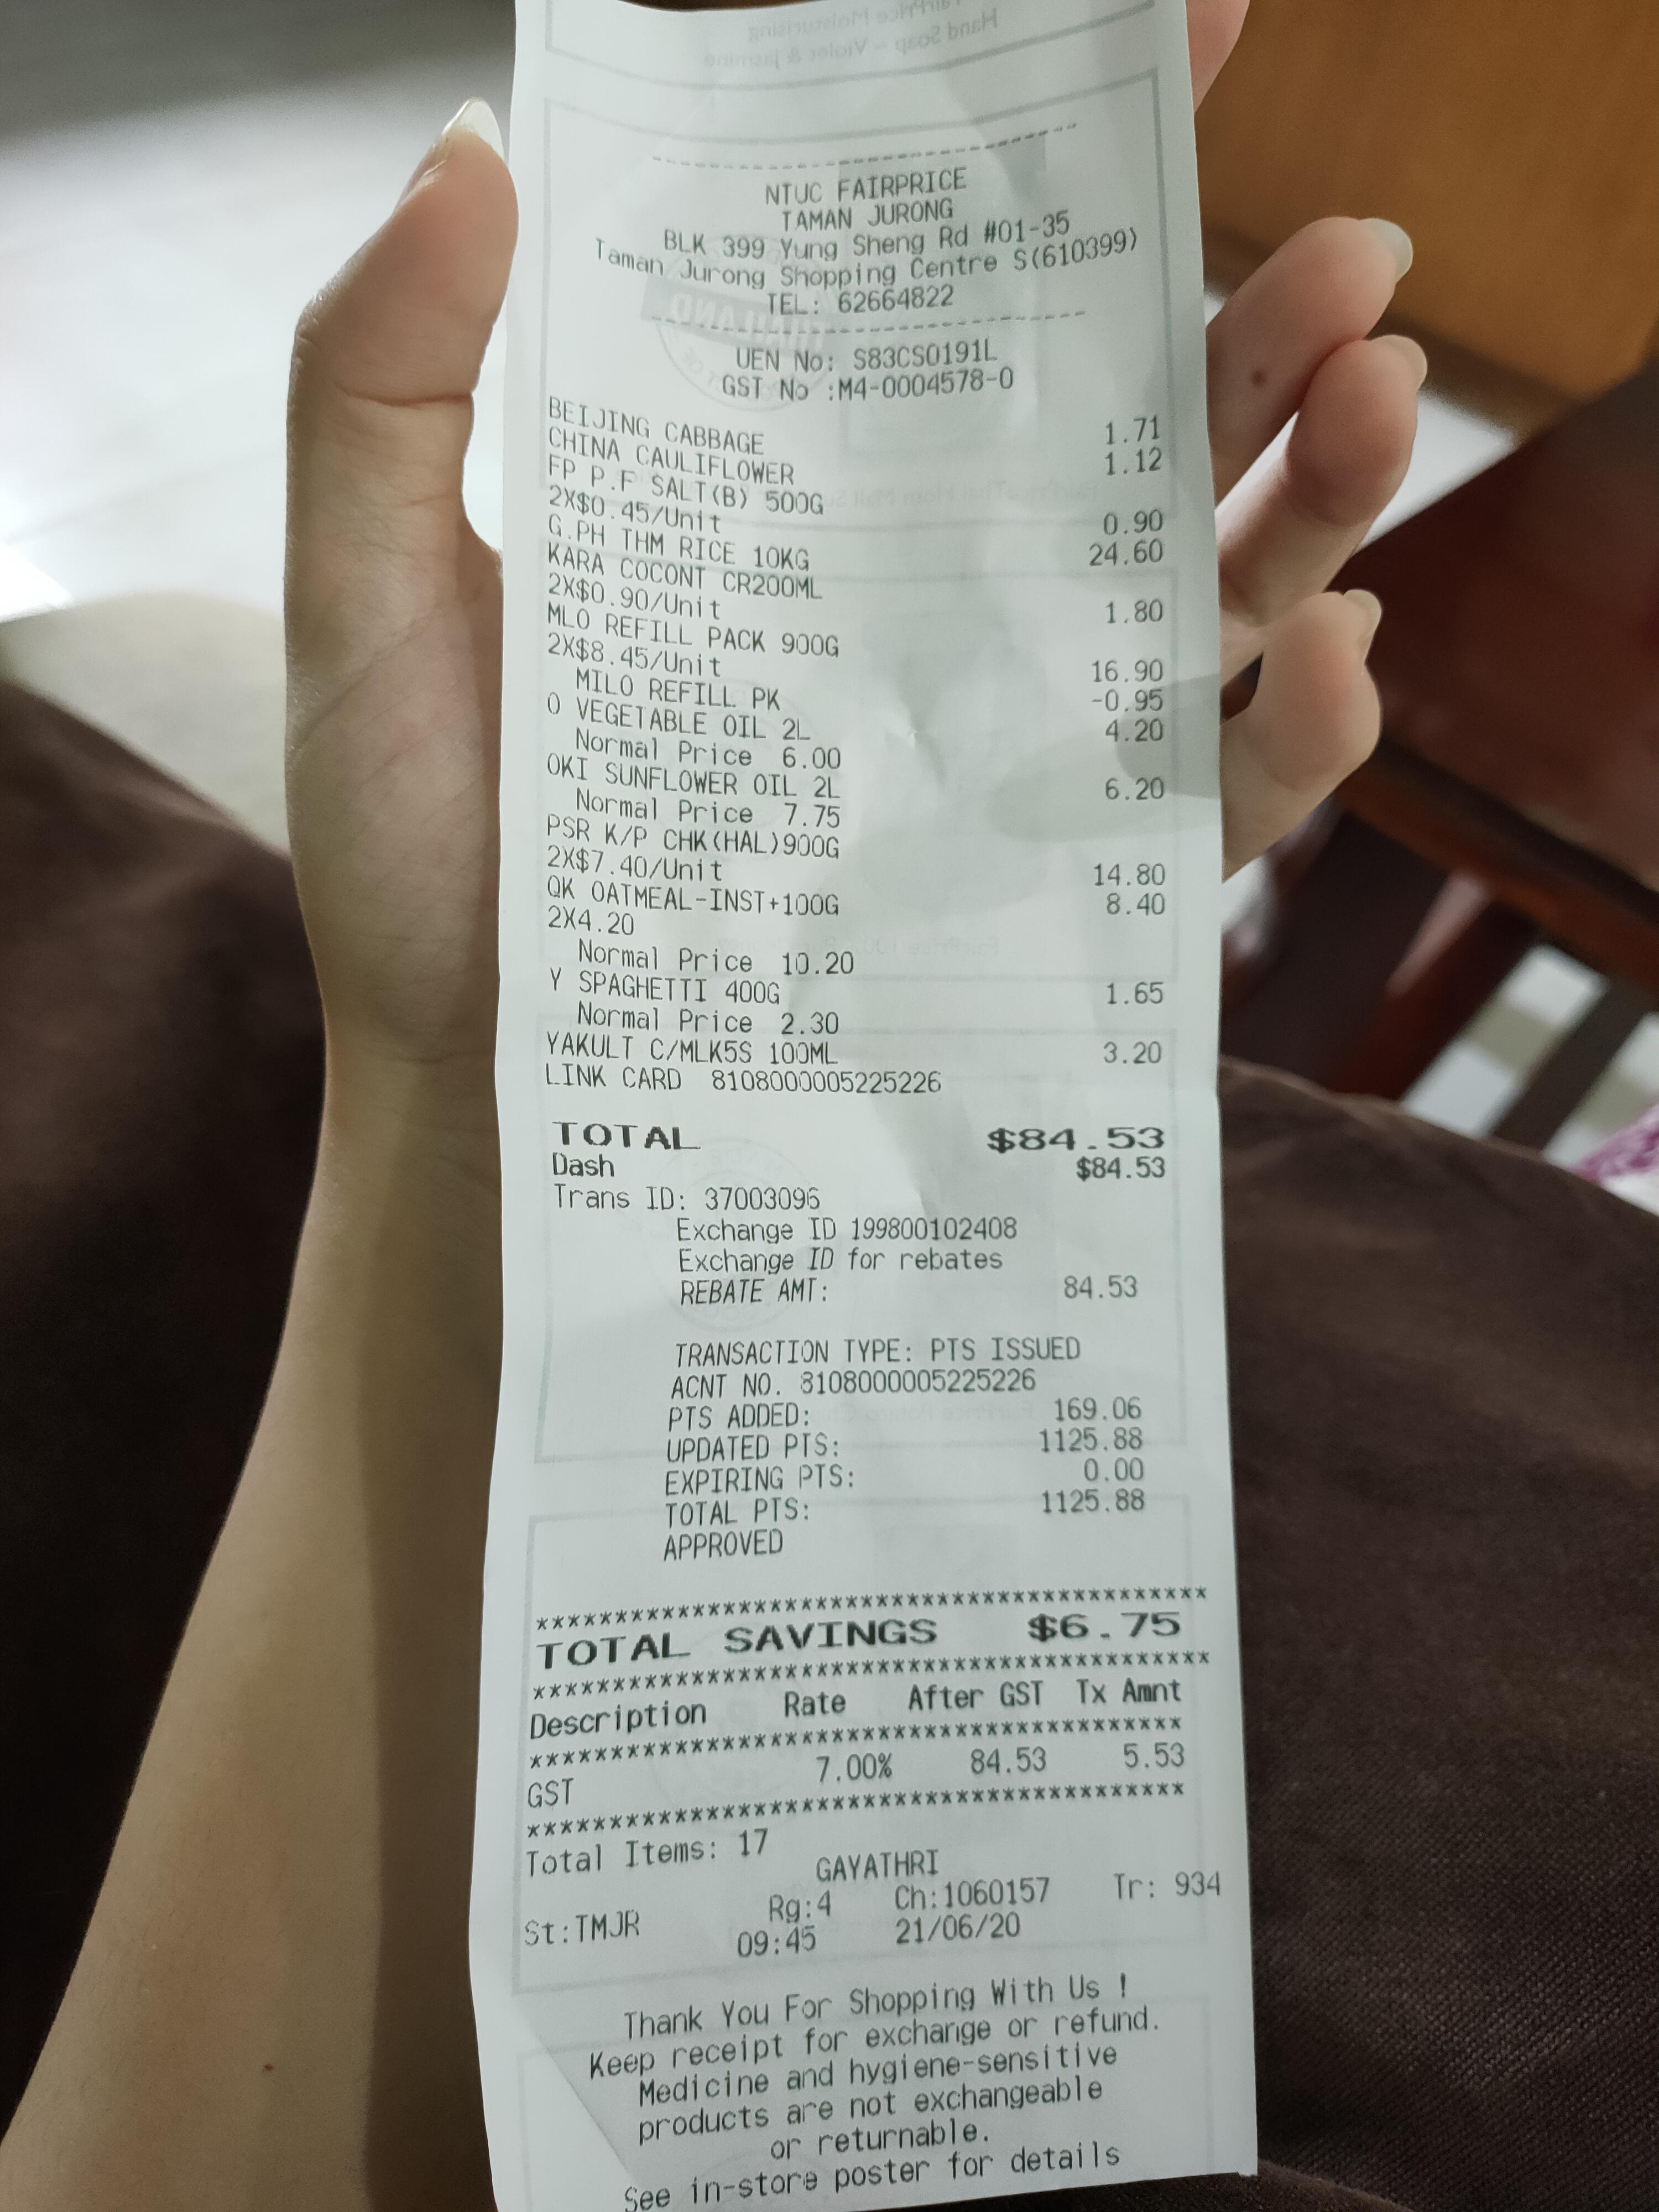 NTUC FAIRPRICE
TAMAN JURONG
BLK 399 Yung Sheng Rd #01-35
Taman Jurong Shopping Centre S(610399)
TEL: 62664822
UEN No: S83CS0191L
GST No :M4-0004578-0
BEIJING CABBAGE 1.71
CHINA CAULIFLOWER 1.12
FP P.F SALT(B) 500G
2X$0.45/Unit 0.90
G.PH THM RICE 10KG 24.60
KARA COCONT CR200ML
2X$0.90/Unit 1.80
MLO REFILL PACK 900G
2X$8.45/Unit 16.90
MILO REFILL PK -0.95
O VEGETABLE OIL 2L 4.20
Normal Price 6.00
OKI SUNFLOWER OIL 2L 6.20
Normal Price 7.75
PSR K/P CHK(HAL)900G
2X$7.40/Unit 14.80
QK OATMEAL-INST+100G 8.40
2X4.20
Normal Price 10.20
Y SPAGHETTI 400G 1.65
Normal Price 2.30
YAKULT C/MLK5S 100ML 3.20
LINK CARD 8108000005225226
TOTAL $84.53
Dash $84.53
Trans ID: 37003096
Exchange ID 199800102408
Exchange ID for rebates
REBATE AMT: 84.53
TRANSACTION TYPE: PTS ISSUED
ACNT NO. 8108000005225226
PTS ADDED: 169.06
UPDATED PTS: 1125.88
EXPIRING PTS: 0.00
TOTAL PTS: 1125.88
APPROVED
TOTAL SAVINGS $6.75
Description Rate After GST Tx Amnt
GST 7.00% 84.53 5.53
Total Items: 17
GAYATHRI
St:TMJR Rg:4 Ch:1060157 Tr: 934
09:45 21/06/20
Thank You For Shopping With Us !
Keep receipt for exchange or refund.
Medicine and hygiene-sensitive
products are not exchangeable
or returnable.
See in-store poster for details